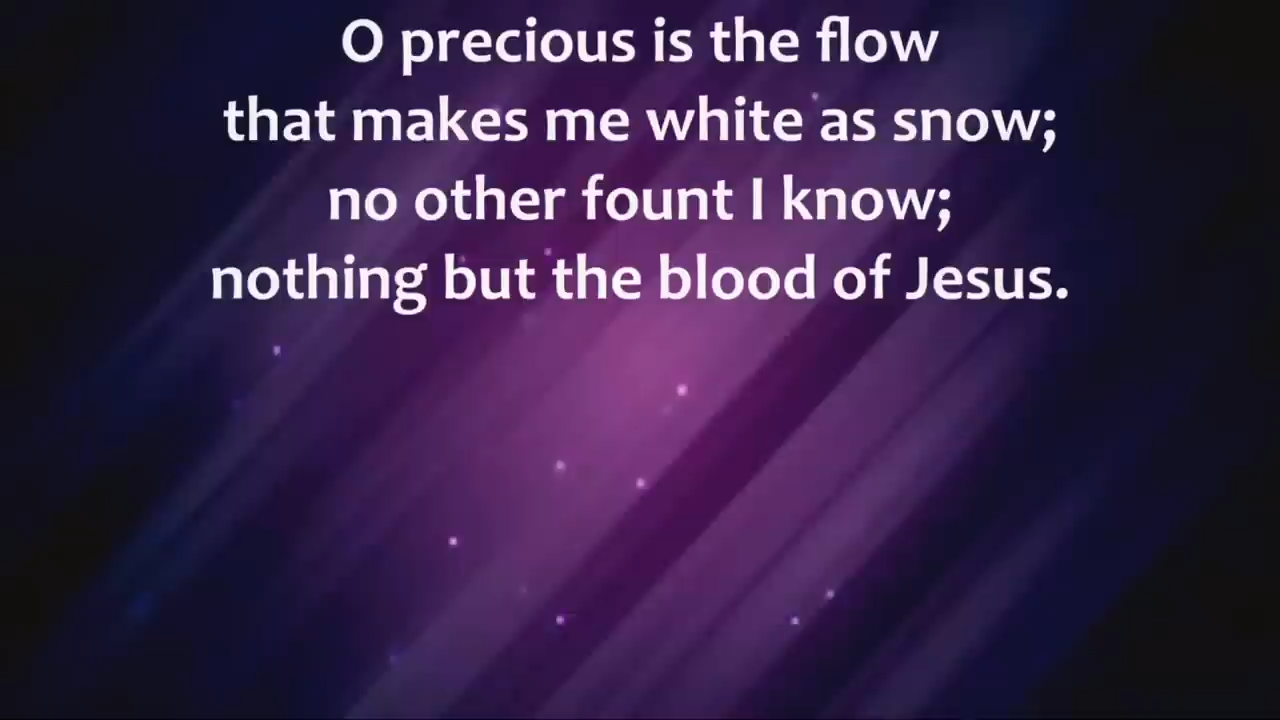 O precious is the flow
that makes me white as snow;
no other fount I know;
nothing but the blood of Jesus.